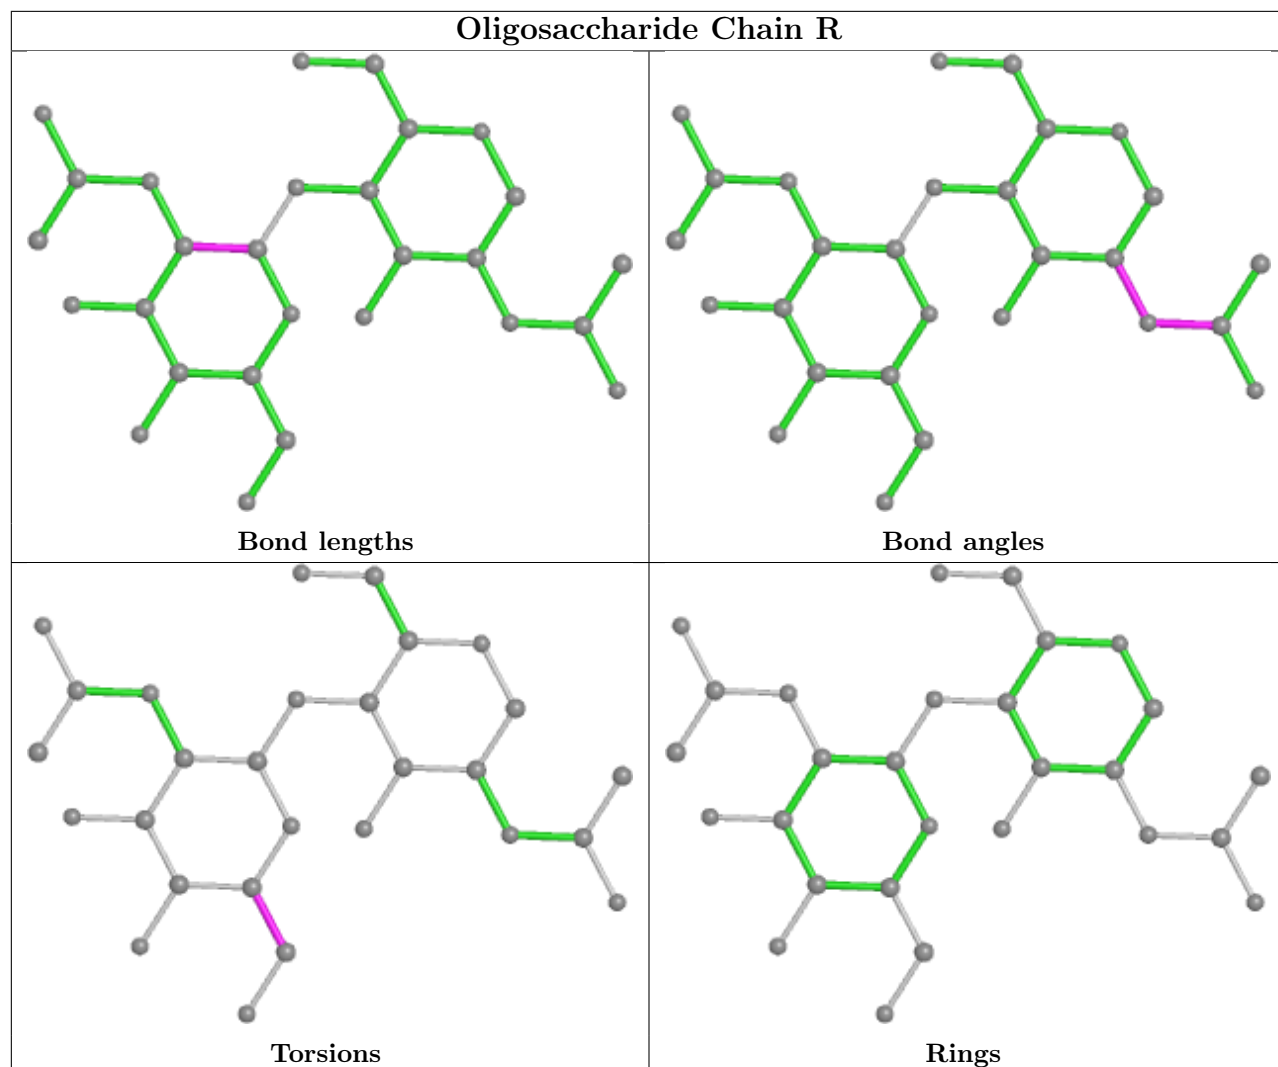 Oligosaccharide Chain R
Bond lengths
Bond angles
Torsions
Rings